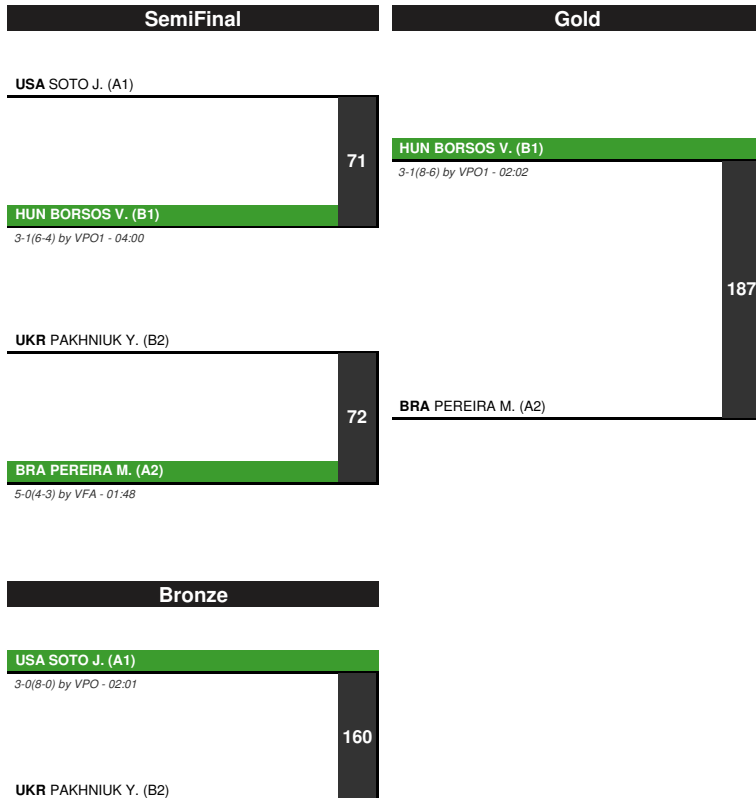 SemiFinal
USA SOTO J. (A1)
71
HUN BORSOS V. (B1)
3-1(6-4) by VPO1 - 04:00
UKR PAKHNIUK Y. (B2)
72
BRA PEREIRA M. (A2)
5-0(4-3) by VFA - 01:48
Gold
HUN BORSOS V. (B1)
3-1(8-6) by VPO1 - 02:02
187
BRA PEREIRA M. (A2)
Bronze
USA SOTO J. (A1)
3-0(8-0) by VPO - 02:01
160
UKR PAKHNIUK Y. (B2)